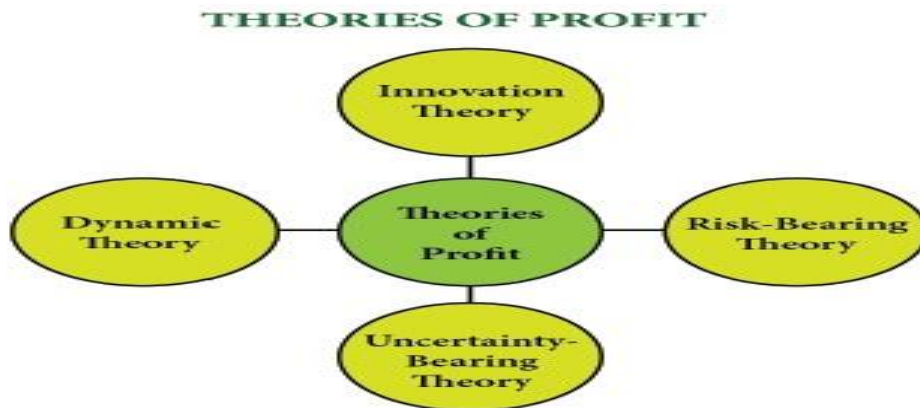 THEORIES OF PROFIT
Innovation
Theory
Dynamic
Theory
Theories
of
Profit
Risk-Bearing
Theory
Uncertainty-
Bearing
Theory